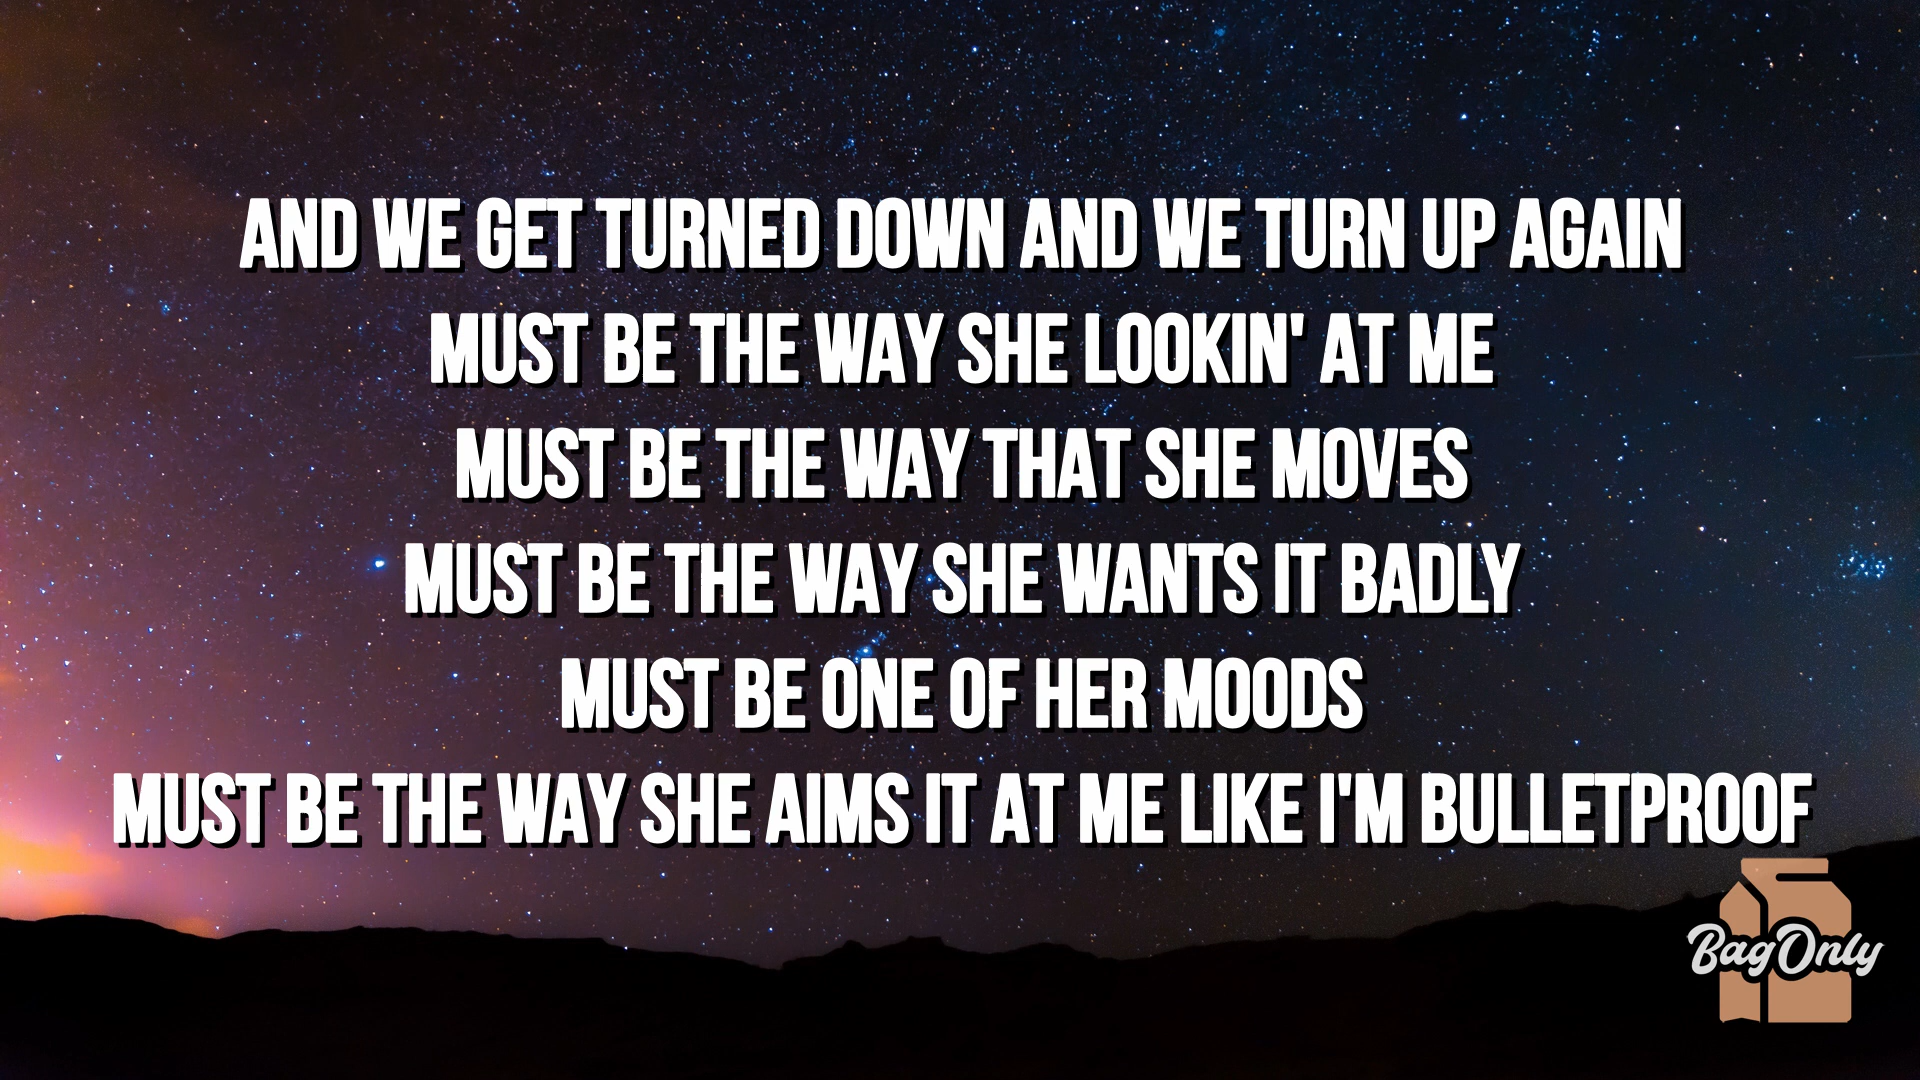 AND WE GET TURNED DOWN AND WE TURN UP AGAIN
MUST BE THE WAY SHE LOOKIN' AT ME
MUST BE THE WAY THAT SHE MOVES
MUST BE THE WAY SHE WANTS IT BADLY
MUST BE ONE OF HER MOODS
MUST BE THE WAY SHE AIMS IT AT ME LIKE I'M BULLETPROOF
BagOnly